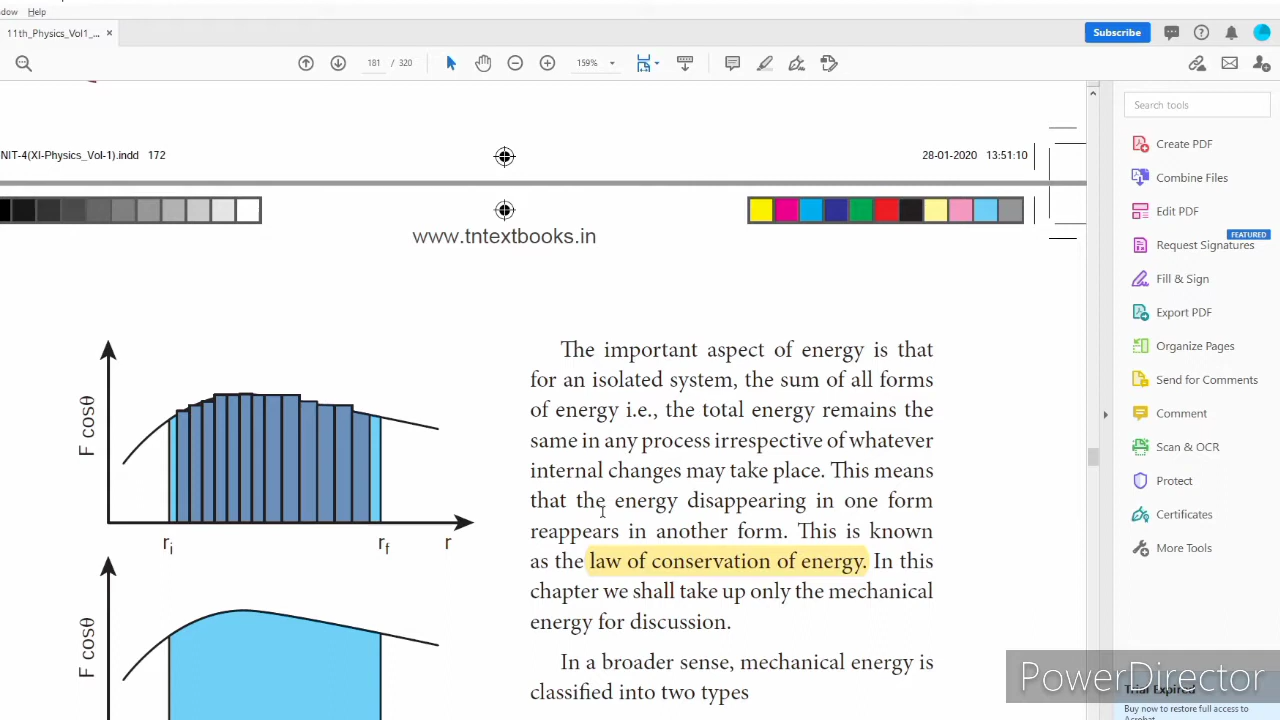 Help
11th_Physics_Vol1_... ×
Subscribe
181 / 320
159%
Search tools
NIT-4(XI-Physics_Vol-1).indd 172
28-01-2020 13:51:10
www.tntextbooks.in
F cosθ
r
i
r
f
r
F cosθ
The important aspect of energy is that
for an isolated system, the sum of all forms
of energy i.e., the total energy remains the
same in any process irrespective of whatever
internal changes may take place. This means
that the energy disappearing in one form
reappears in another form. This is known
as the law of conservation of energy. In this
chapter we shall take up only the mechanical
energy for discussion.
In a broader sense, mechanical energy is
classified into two types
Create PDF
Combine Files
Edit PDF
FEATURED
Request Signatures
Fill & Sign
Export PDF
Organize Pages
Send for Comments
Comment
Scan & OCR
Protect
Certificates
More Tools
PowerDirector
Trial Expired
Buy now to restore full access to